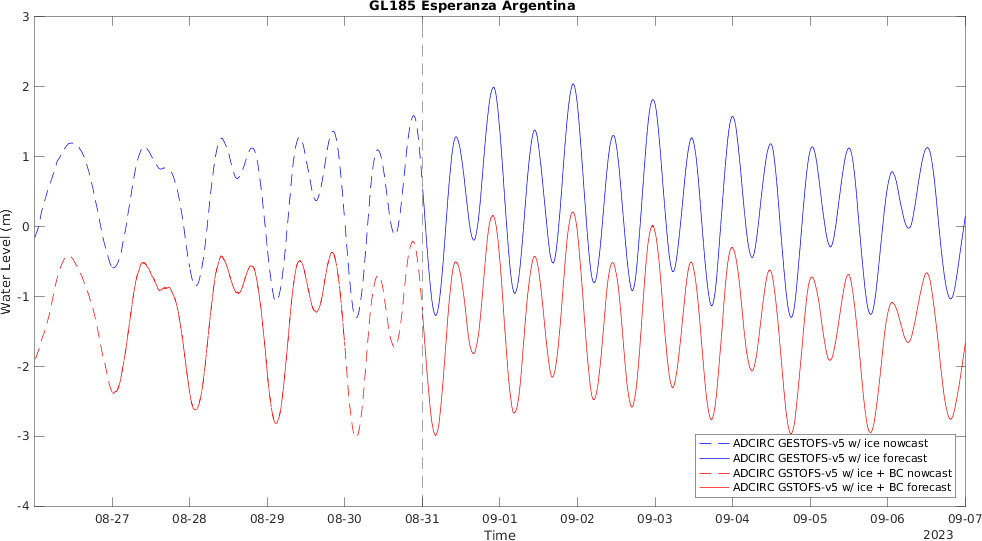 GL185 Esperanza Argentina
3
2
1
0
-1
-2
-3
-4
Water Level (m)
ADCIRC GESTOFS-v5 w/ ice nowcast
ADCIRC GESTOFS-v5 w/ ice forecast
ADCIRC GSTOFS-v5 w/ ice + BC nowcast
ADCIRC GSTOFS-v5 w/ ice + BC forecast
08-27 08-28 08-29 08-30 08-31 09-01 09-02 09-03 09-04 09-05 09-06 09-07
Time
2023